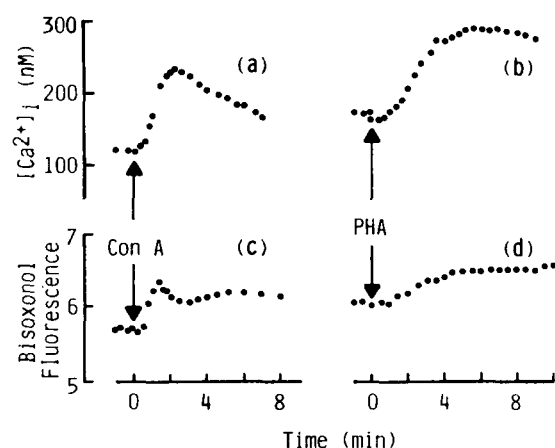 300
200
100
[Ca2+]i (nM)
(a)
(b)
Con A
PHA
7
6
5
Bisoxonol
Fluorescence
(c)
(d)
0 4 8
0 4 8
Time (min)